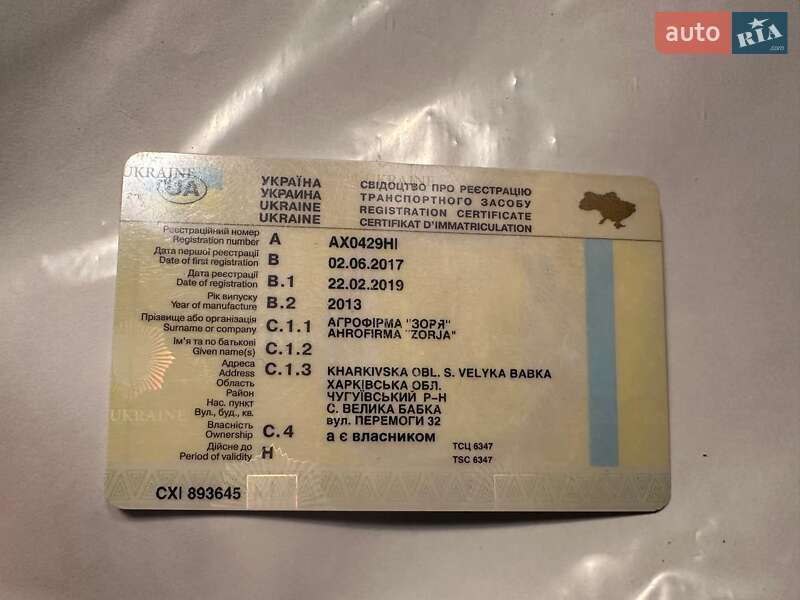 auto RIA .com
UKRAINE UKRAINE
UA
УКРАЇНА СВІДОЦТВО ПРО РЕЄСТРАЦІЮ
УКРАИНА ТРАНСПОРТНОГО ЗАСОБУ
UKRAINE REGISTRATION CERTIFICATE
UKRAINE CERTIFIKAT D'IMMATRICULATION
Реєстраційний номер
Registration number A AX0429HI
Дата першої реєстрації
Date of first registration B 02.06.2017
Дата реєстрації
Date of registration B.1 22.02.2019
Рік випуску
Year of manufacture B.2 2013
Прізвище або організація C.1.1 АГРОФІРМА "ЗОРЯ"
Surname or company AHROFIRMA "ZORJA"
Ім'я та по батькові
Given name(s) C.1.2
Адреса
Address C.1.3 KHARKIVSKA OBL. S. VELYKA BABKA
Область ХАРКІВСЬКА ОБЛ.
Район ЧУГУЇВСЬКИЙ Р-Н
Нас. пункт С. ВЕЛИКА БАБКА
Вул., буд., кв. вул. ПЕРЕМОГИ 32
UKRAINE
Власність
Ownership C.4 а є власником
ТСЦ 6347
Дійсне до
Period of validity H
TSC 6347
CXI 893645